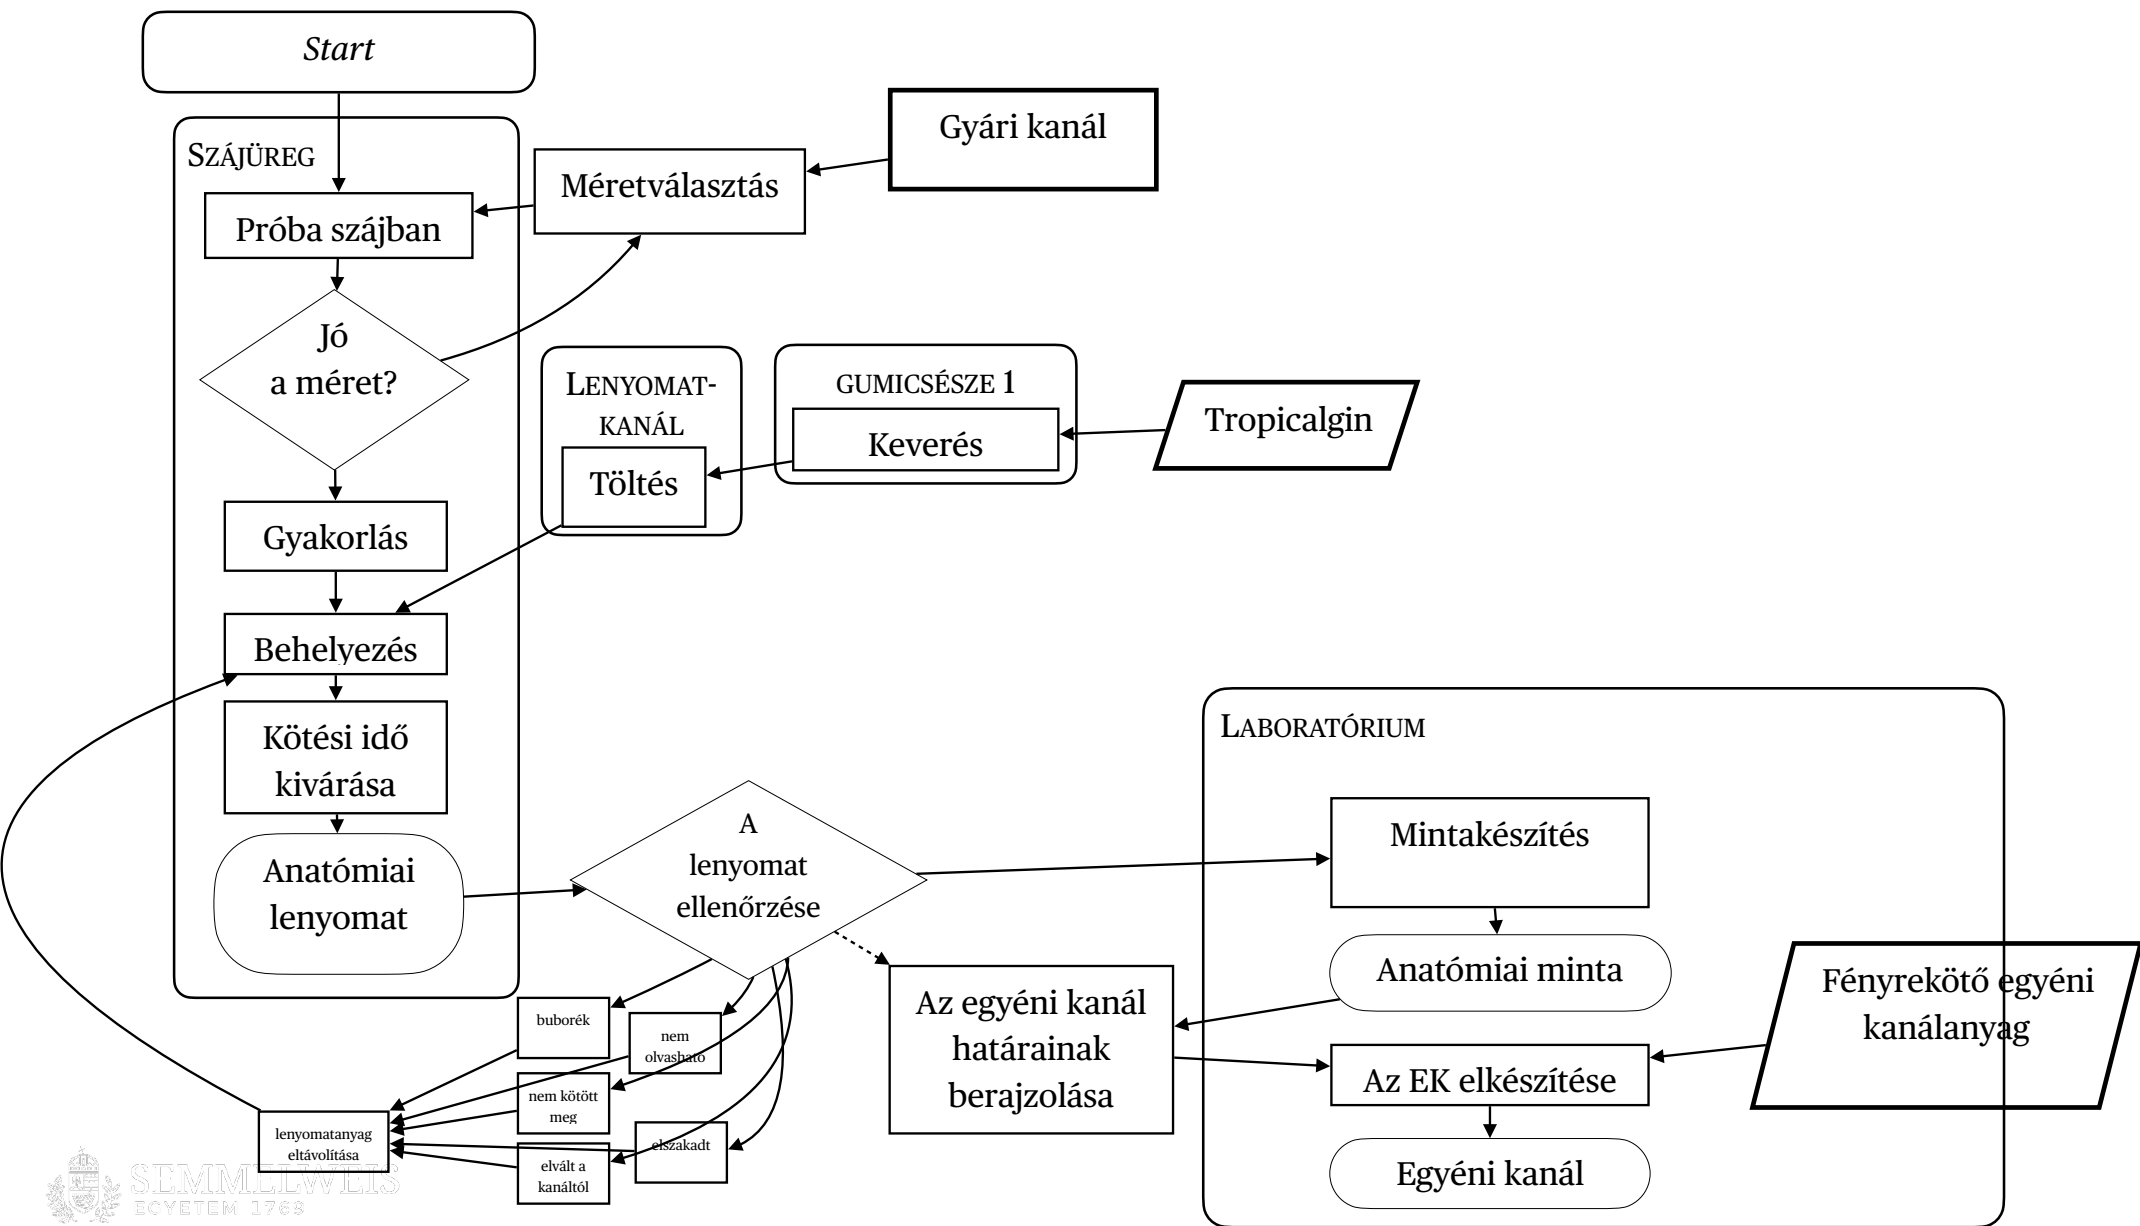 Start
SZÁJÜREG
Próba szájban
Méretválasztás
Gyári kanál
Jó
a méret?
LENYOMAT-
KANÁL
Töltés
GUMICSÉSZE 1
Keverés
Tropicalgin
Gyakorlás
Behelyezés
Kötési idő
kivárása
Anatómiai
lenyomat
A
lenyomat
ellenőrzése
buborék
nem
olvasható
nem kötött
meg
elszakadt
elvált a
kanáltól
lenyomatanyag
eltávolítása
Az egyéni kanál
határainak
berajzolása
LABORATÓRIUM
Mintakészítés
Anatómiai minta
Az EK elkészítése
Egyéni kanál
Fényrekötő egyéni
kanálanyag
SEMMELWEIS
EGYETEM 1769